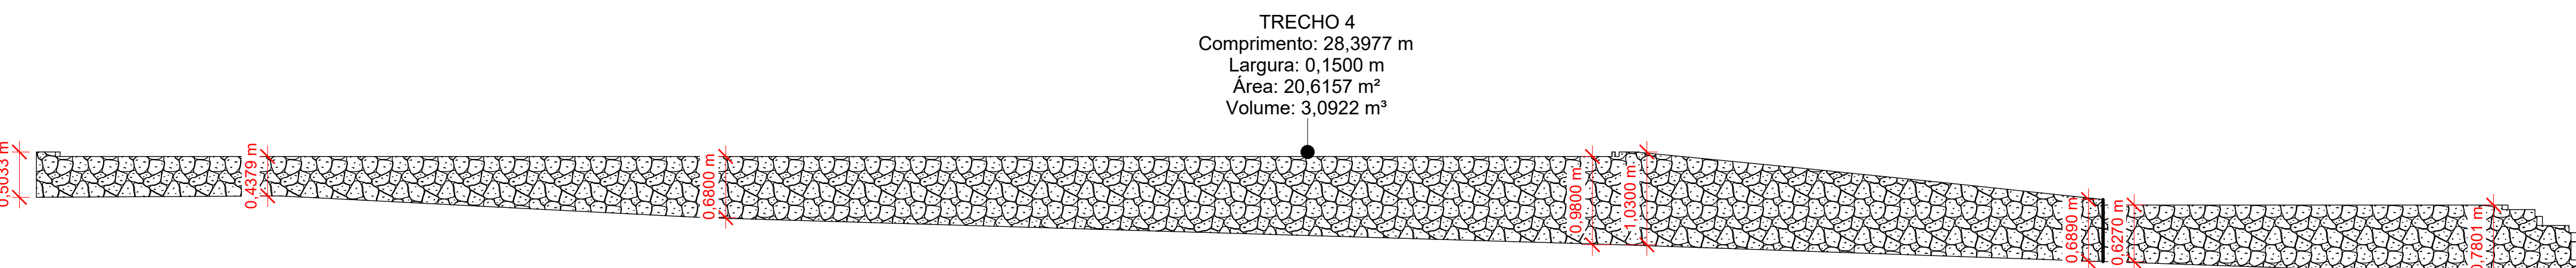 TRECHO 4
Comprimento: 28,3977 m
Largura: 0,1500 m
Área: 20,6157 m²
Volume: 3,0922 m³
0,5033 m
0,4379 m
0,6800 m
0,9800 m
1,0300 m
0,6890 m
0,6270 m
0,7801 m